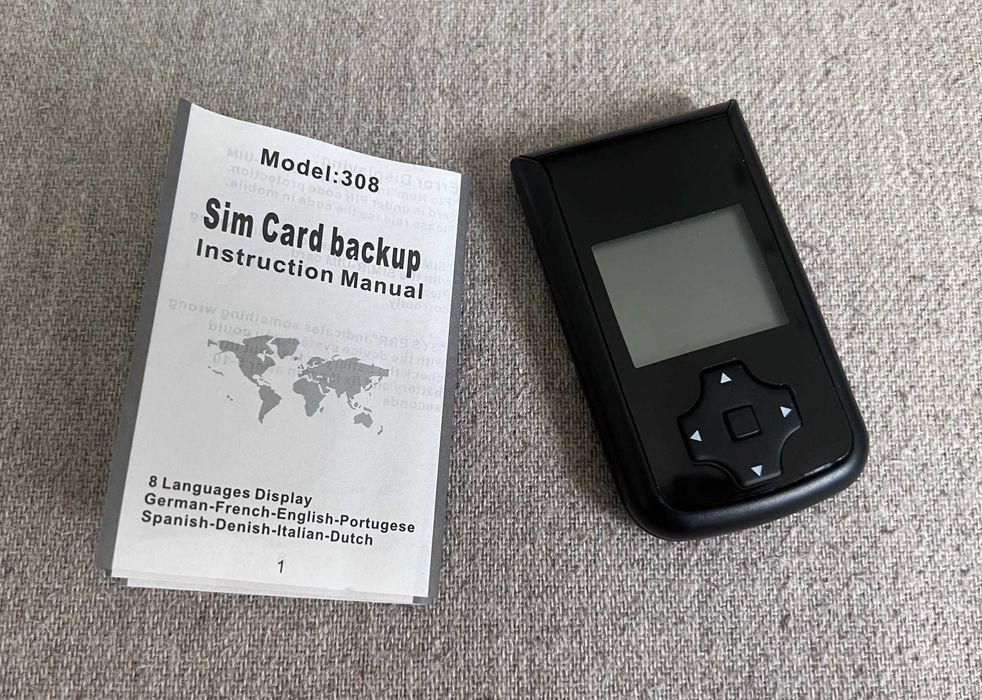 Model:308
Sim Card backup
Instruction Manual
8 Languages Display
German-French-English-Portugese
Spanish-Denish-Italian-Dutch
1